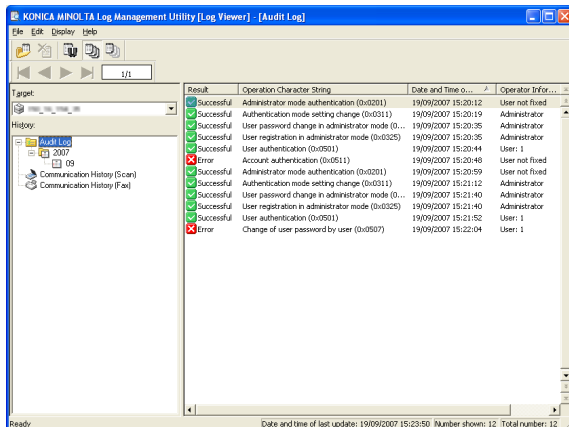 KONICA MINOLTA Log Management Utility [Log Viewer] - [Audit Log]
File Edit Display Help
1/1
Target:
History:
Audit Log
2007
09
Communication History (Scan)
Communication History (Fax)
Result Operation Character String Date and Time o... Operator Infor...
Successful Administrator mode authentication (0x0201) 19/09/2007 15:20:12 User not fixed
Successful Authentication mode setting change (0x0311) 19/09/2007 15:20:19 Administrator
Successful User password change in administrator mode (0... 19/09/2007 15:20:35 Administrator
Successful User registration in administrator mode (0x0325) 19/09/2007 15:20:35 Administrator
Successful User authentication (0x0501) 19/09/2007 15:20:44 User: 1
Error Account authentication (0x0511) 19/09/2007 15:20:48 User not fixed
Successful Administrator mode authentication (0x0201) 19/09/2007 15:20:59 User not fixed
Successful Authentication mode setting change (0x0311) 19/09/2007 15:21:12 Administrator
Successful User password change in administrator mode (0... 19/09/2007 15:21:40 Administrator
Successful User registration in administrator mode (0x0325) 19/09/2007 15:21:40 Administrator
Successful User authentication (0x0501) 19/09/2007 15:21:52 User: 1
Error Change of user password by user (0x0507) 19/09/2007 15:22:04 User: 1
Ready Date and time of last update: 19/09/2007 15:23:50 Number shown: 12 Total number: 12